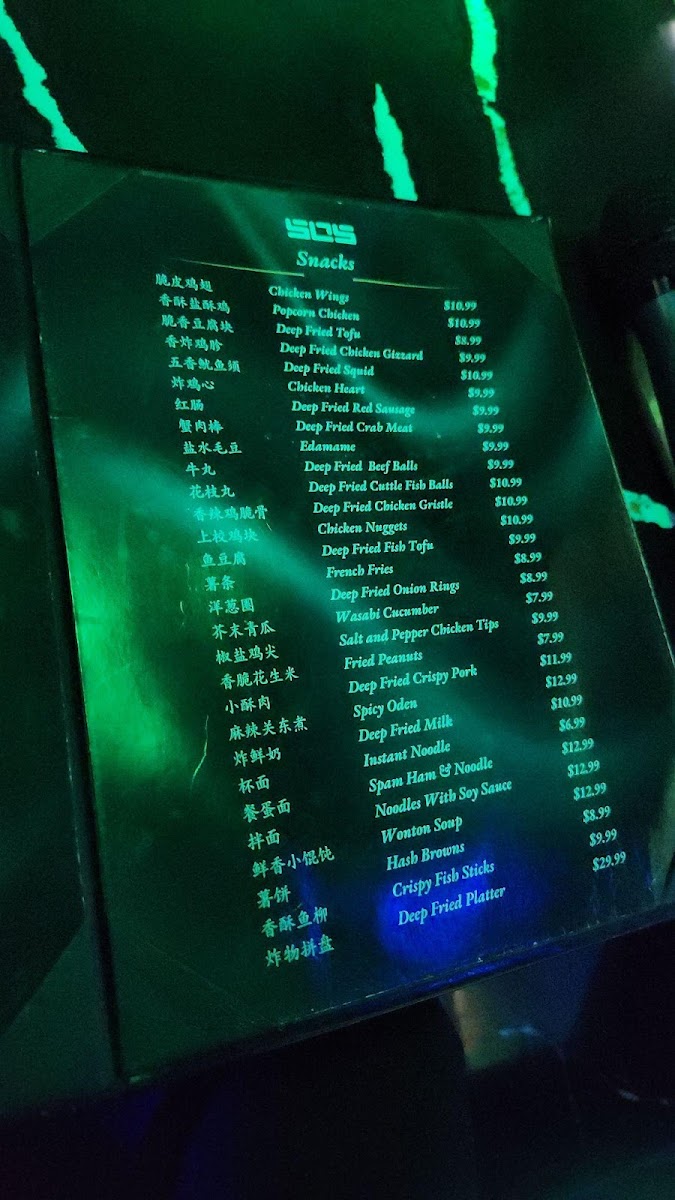 SOS
Snacks
脆皮鸡翅 Chicken Wings $10.99
香酥盐酥鸡 Popcorn Chicken $10.99
脆香豆腐块 Deep Fried Tofu $8.99
香炸鸡胗 Deep Fried Chicken Gizzard $9.99
五香鱿鱼须 Deep Fried Squid $10.99
炸鸡心 Chicken Heart $9.99
红肠 Deep Fried Red Sausage $9.99
蟹肉棒 Deep Fried Crab Meat $9.99
盐水毛豆 Edamame $9.99
牛丸 Deep Fried Beef Balls $9.99
花枝丸 Deep Fried Cuttle Fish Balls $10.99
香辣鸡脆骨 Deep Fried Chicken Gristle $10.99
上校鸡块 Chicken Nuggets $10.99
鱼豆腐 Deep Fried Fish Tofu $9.99
薯条 French Fries $8.99
洋葱圈 Deep Fried Onion Rings $8.99
芥末青瓜 Wasabi Cucumber $7.99
椒盐鸡尖 Salt and Pepper Chicken Tips $9.99
香脆花生米 Fried Peanuts $7.99
小酥肉 Deep Fried Crispy Pork $11.99
麻辣关东煮 Spicy Oden $12.99
炸鲜奶 Deep Fried Milk $10.99
杯面 Instant Noodle $6.99
餐蛋面 Spam Ham & Noodle $12.99
拌面 Noodles With Soy Sauce $12.99
鲜香小馄饨 Wonton Soup $12.99
薯饼 Hash Browns $8.99
香酥鱼柳 Crispy Fish Sticks $9.99
炸物拼盘 Deep Fried Platter $29.99